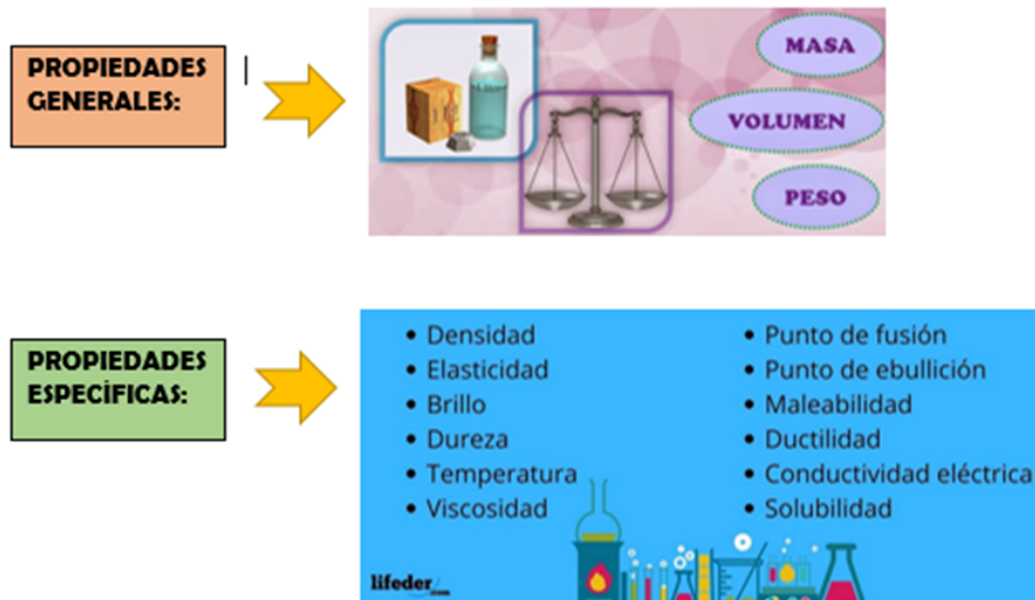 PROPIEDADES
GENERALES:
MASA
VOLUMEN
PESO
PROPIEDADES
ESPECÍFICAS:
• Densidad
• Elasticidad
• Brillo
• Dureza
• Temperatura
• Viscosidad
• Punto de fusión
• Punto de ebullición
• Maleabilidad
• Ductilidad
• Conductividad eléctrica
• Solubilidad
lifeder.com